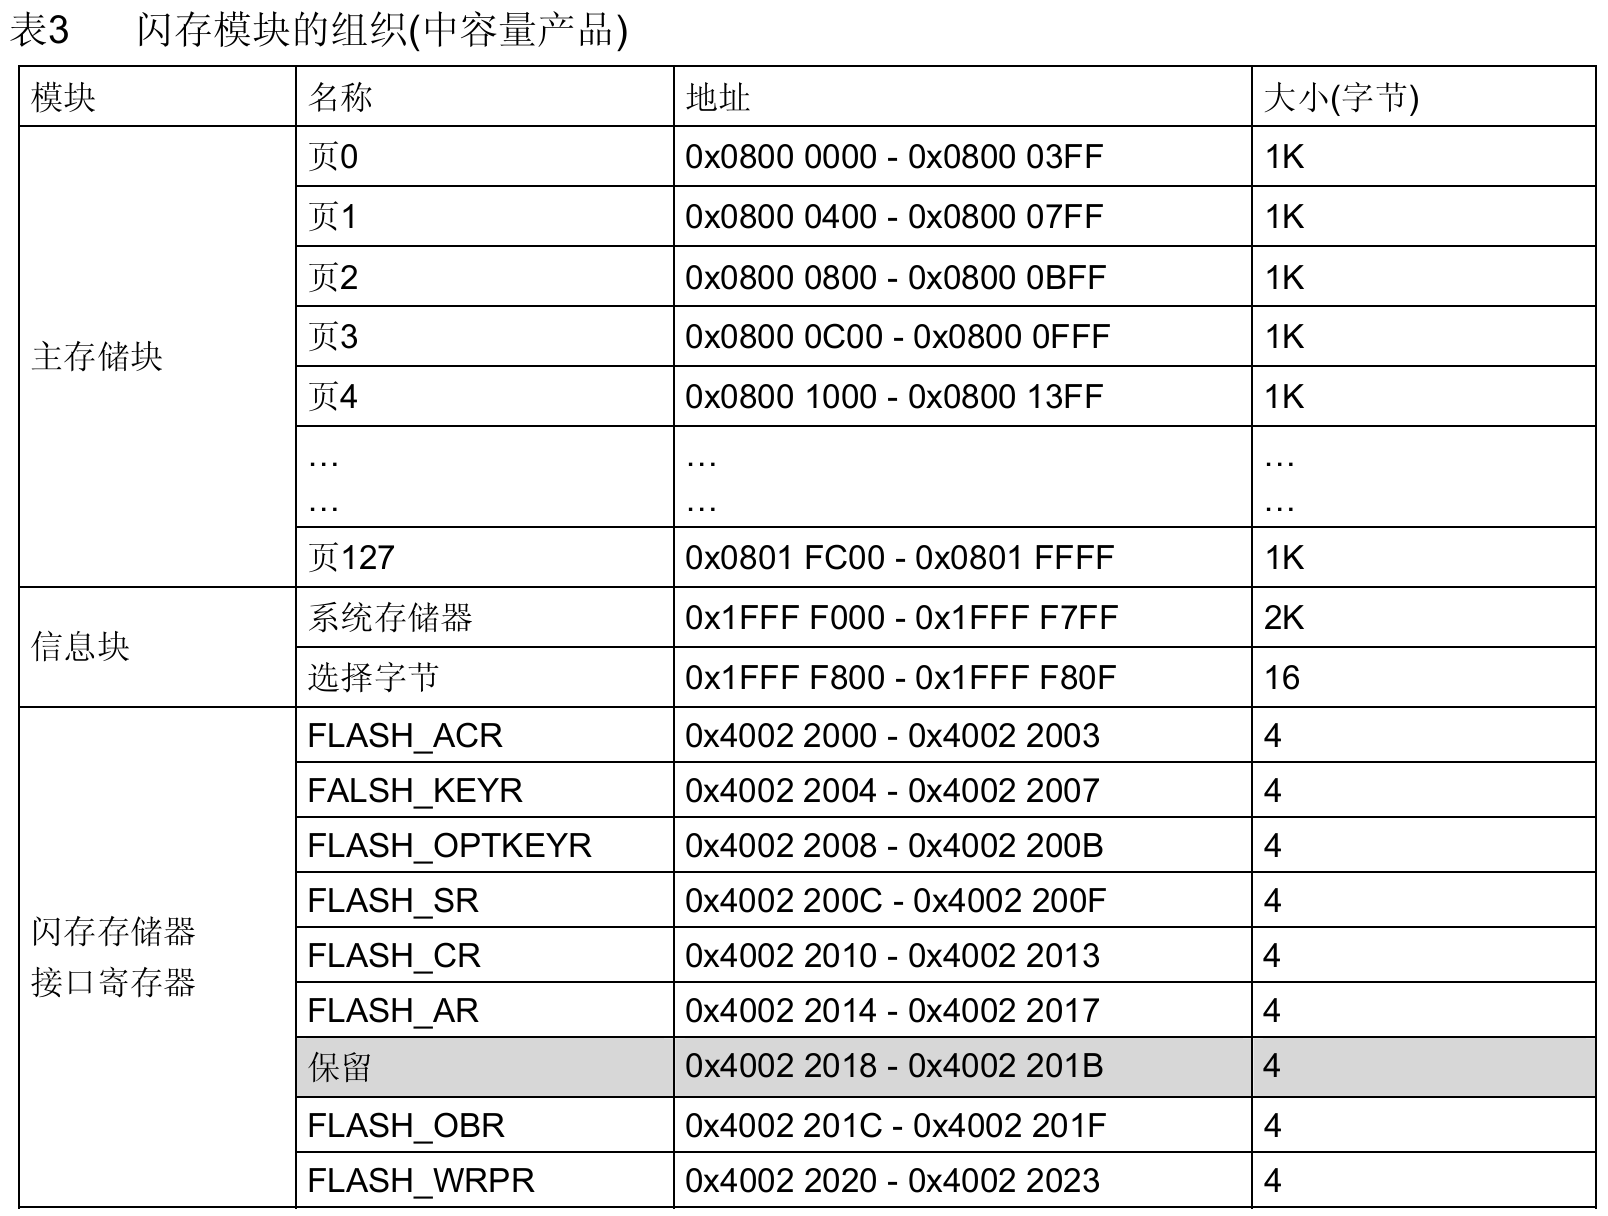 表3 闪存模块的组织(中容量产品)
模块 名称 地址 大小(字节)
主存储块 页0 0x0800 0000 - 0x0800 03FF 1K
页1 0x0800 0400 - 0x0800 07FF 1K
页2 0x0800 0800 - 0x0800 0BFF 1K
页3 0x0800 0C00 - 0x0800 0FFF 1K
页4 0x0800 1000 - 0x0800 13FF 1K
… … …
… … …
页127 0x0801 FC00 - 0x0801 FFFF 1K
信息块 系统存储器 0x1FFF F000 - 0x1FFF F7FF 2K
选择字节 0x1FFF F800 - 0x1FFF F80F 16
闪存存储器
接口寄存器 FLASH_ACR 0x4002 2000 - 0x4002 2003 4
FALSH_KEYR 0x4002 2004 - 0x4002 2007 4
FLASH_OPTKEYR 0x4002 2008 - 0x4002 200B 4
FLASH_SR 0x4002 200C - 0x4002 200F 4
FLASH_CR 0x4002 2010 - 0x4002 2013 4
FLASH_AR 0x4002 2014 - 0x4002 2017 4
保留 0x4002 2018 - 0x4002 201B 4
FLASH_OBR 0x4002 201C - 0x4002 201F 4
FLASH_WRPR 0x4002 2020 - 0x4002 2023 4